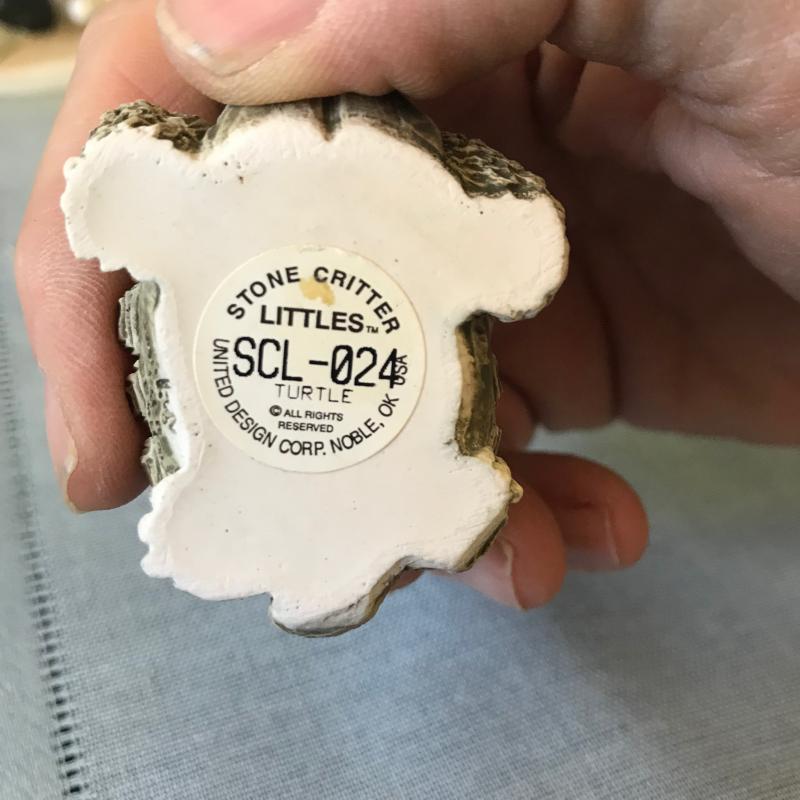 STONE CRITTER
LITTLES™
SCL-024
TURTLE
© ALL RIGHTS
RESERVED
UNITED DESIGN CORP. NOBLE, OK USA